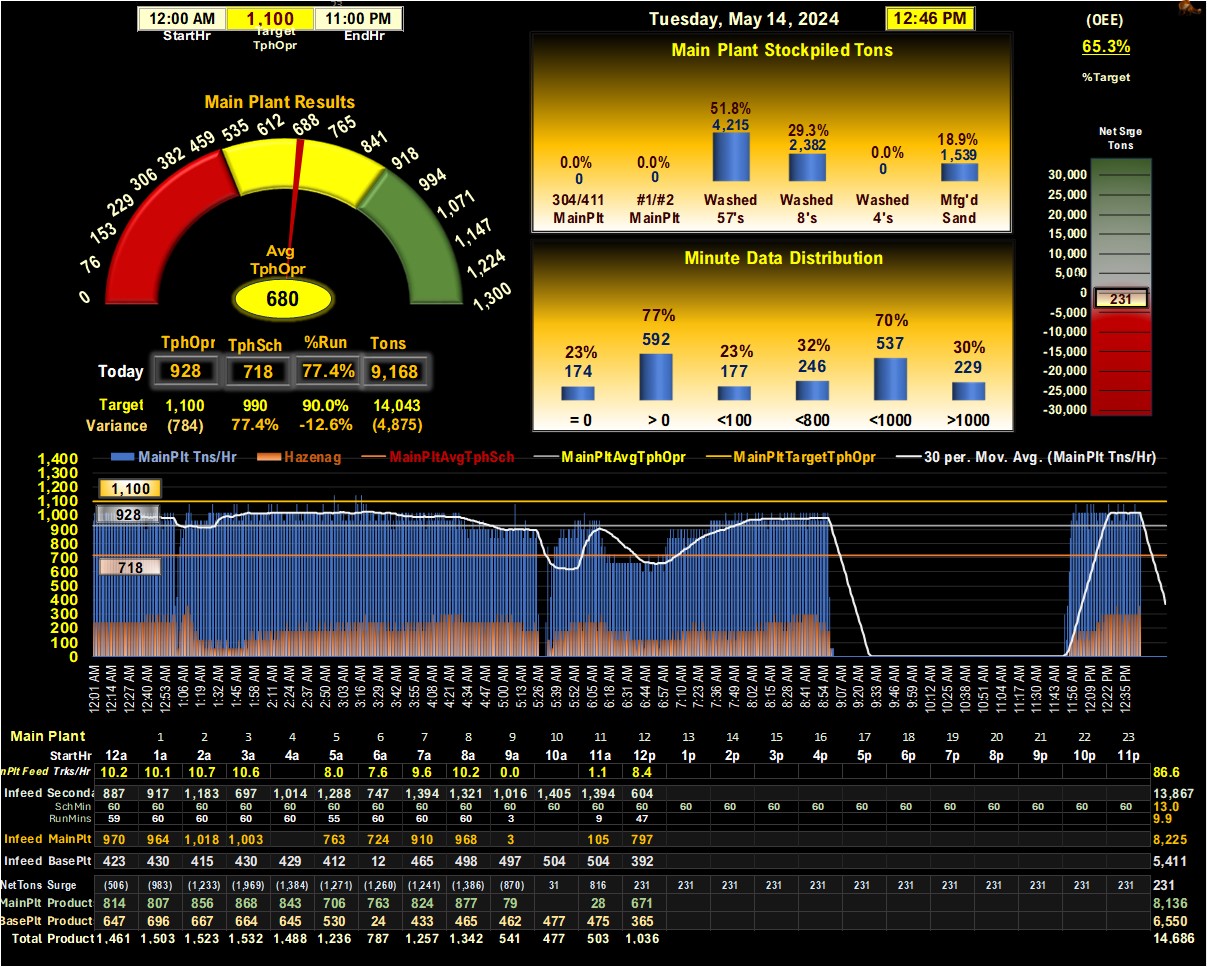 23
12:00 AM 1,100 11:00 PM
StartHr Target TphOpr EndHr
Tuesday, May 14, 2024 12:46 PM
(OEE)
65.3%
%Target
Main Plant Results
0 76 153 229 306 382 459 535 612 688 765 841 918 994 1,071 1,147 1,224 1,300
Avg
TphOpr
680
TphOpr TphSch %Run Tons
Today 928 718 77.4% 9,168
Target 1,100 990 90.0% 14,043
Variance (784) 77.4% -12.6% (4,875)
Main Plant Stockpiled Tons
0.0% 0.0% 51.8% 29.3% 0.0% 18.9%
0 0 4,215 2,382 0 1,539
304/411 #1/#2 Washed Washed Washed Mfg'd
MainPlt MainPlt 57's 8's 4's Sand
Minute Data Distribution
23% 77% 23% 32% 70% 30%
174 592 177 246 537 229
= 0 > 0 <100 <800 <1000 >1000
Net Srge
Tons
30,000
25,000
20,000
15,000
10,000
5,000
0
231
-5,000
-10,000
-15,000
-20,000
-25,000
-30,000
MainPlt Tns/Hr Hazenag MainPltAvgTphSch MainPltAvgTphOpr MainPltTargetTphOpr 30 per. Mov. Avg. (MainPlt Tns/Hr)
1,400
1,300
1,200
1,100
1,000
900
800
700
600
500
400
300
200
100
0
1,100
928
718
12:01 AM 12:14 AM 12:27 AM 12:40 AM 12:53 AM 1:06 AM 1:19 AM 1:32 AM 1:45 AM 1:58 AM 2:11 AM 2:24 AM 2:37 AM 2:50 AM 3:03 AM 3:16 AM 3:29 AM 3:42 AM 3:55 AM 4:08 AM 4:21 AM 4:34 AM 4:47 AM 5:00 AM 5:13 AM 5:26 AM 5:39 AM 5:52 AM 6:05 AM 6:18 AM 6:31 AM 6:44 AM 6:57 AM 7:10 AM 7:23 AM 7:36 AM 7:49 AM 8:02 AM 8:15 AM 8:28 AM 8:41 AM 8:54 AM 9:07 AM 9:20 AM 9:33 AM 9:46 AM 9:59 AM 10:12 AM 10:25 AM 10:38 AM 10:51 AM 11:04 AM 11:17 AM 11:30 AM 11:43 AM 11:56 AM 12:09 PM 12:22 PM 12:35 PM
Main Plant 1 2 3 4 5 6 7 8 9 10 11 12 13 14 15 16 17 18 19 20 21 22 23
StartHr 12a 1a 2a 3a 4a 5a 6a 7a 8a 9a 10a 11a 12p 1p 2p 3p 4p 5p 6p 7p 8p 9p 10p 11p
nPlt Feed Trks/Hr 10.2 10.1 10.7 10.6 8.0 7.6 9.6 10.2 0.0 1.1 8.4 86.6
Infeed Seconda 887 917 1,183 697 1,014 1,288 747 1,394 1,321 1,016 1,405 1,394 604 13,867
SchMin 60 60 60 60 60 60 60 60 60 60 60 60 60 60 60 60 60 60 60 60 60 60 60 13.0
RunMins 59 60 60 60 55 60 60 60 3 9 47 9.9
Infeed MainPlt 970 964 1,018 1,003 763 724 910 968 3 105 797 8,225
Infeed BasePlt 423 430 415 430 429 412 12 465 498 497 504 504 392 5,411
NetTons Surge (506) (983) (1,233) (1,969) (1,384) (1,271) (1,260) (1,241) (1,386) (870) 31 816 231 231 231 231 231 231 231 231 231 231 231 231 231
MainPlt Product 814 807 856 868 843 706 763 824 877 79 28 671 8,136
BasePlt Product 647 696 667 664 645 530 24 433 465 462 477 475 365 6,550
Total Product 1,461 1,503 1,523 1,532 1,488 1,236 787 1,257 1,342 541 477 503 1,036 14,686